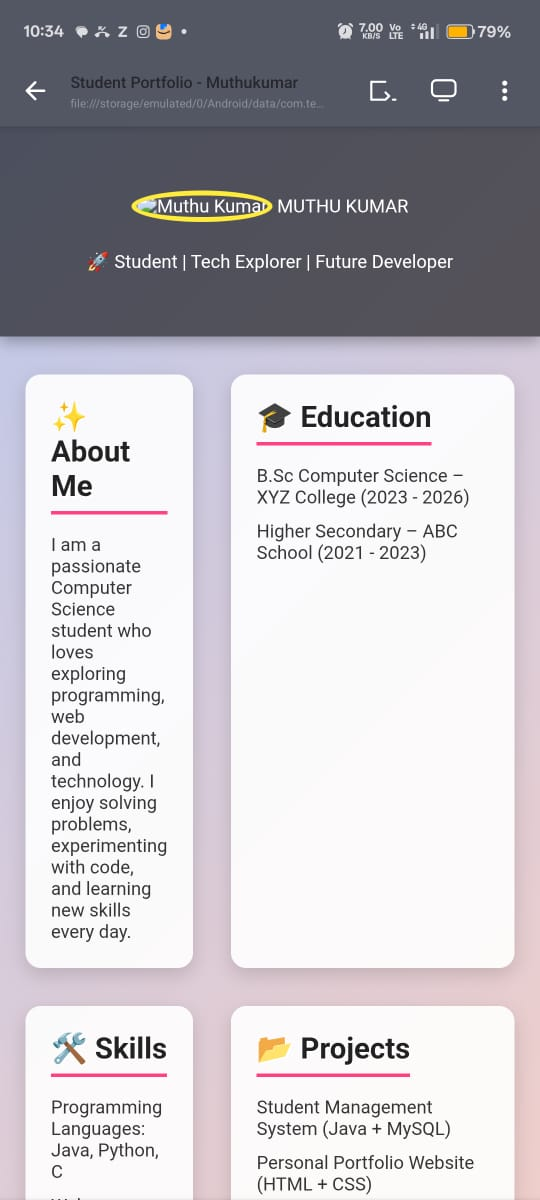 10:34
Z
7.00
KB/S
Vo
LTE
4G
79%
Student Portfolio - Muthukumar
file:///storage/emulated/0/Android/data/com.te...
Muthu Kumar MUTHU KUMAR
🚀 Student | Tech Explorer | Future Developer
✨
About
Me
I am a
passionate
Computer
Science
student who
loves
exploring
programming,
web
development,
and
technology. I
enjoy solving
problems,
experimenting
with code,
and learning
new skills
every day.
🎓 Education
B.Sc Computer Science –
XYZ College (2023 - 2026)
Higher Secondary – ABC
School (2021 - 2023)
🛠️ Skills
Programming
Languages:
Java, Python,
C
📂 Projects
Student Management
System (Java + MySQL)
Personal Portfolio Website
(HTML + CSS)